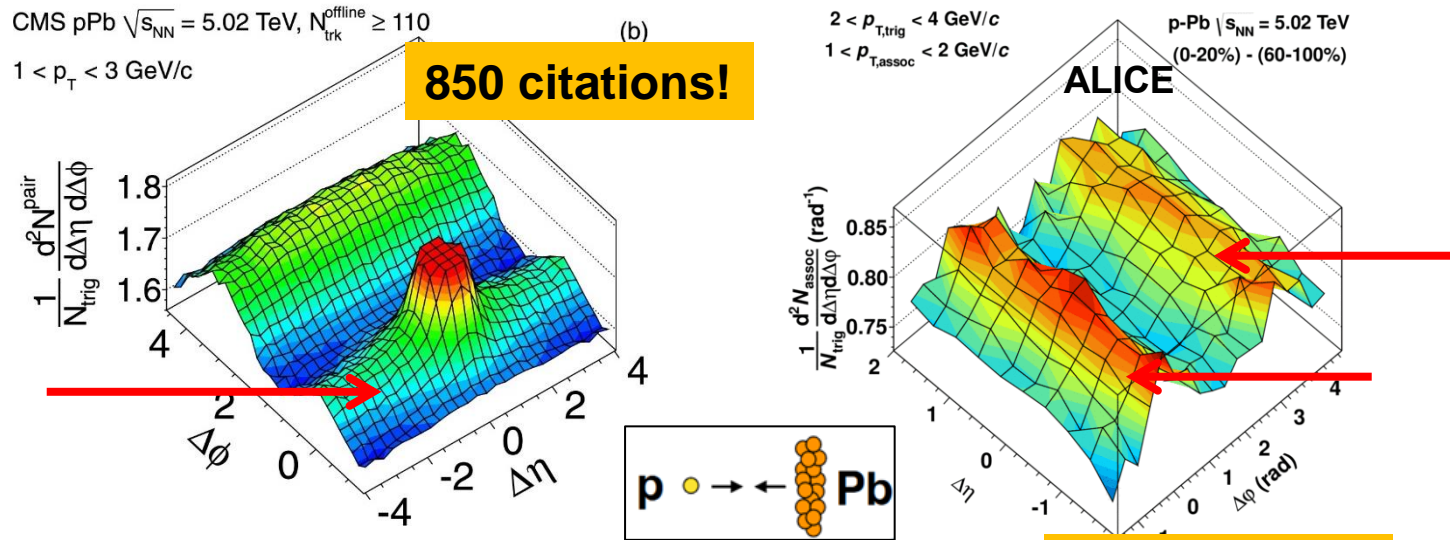 CMS pPb √s_NN = 5.02 TeV, N_trk^offline ≥ 110
(b)
1 < p_T < 3 GeV/c
850 citations!
1/N_trig d²N^pair/dΔη dΔϕ
1.8
1.7
1.6
4
2
0
Δϕ
-4
-2
0
2
4
Δη
p
Pb
2 < p_T,trig < 4 GeV/c
1 < p_T,assoc < 2 GeV/c
p-Pb √s_NN = 5.02 TeV
(0-20%) - (60-100%)
ALICE
1/N_trig d²N_assoc/dΔηdΔφ (rad⁻¹)
0.85
0.80
0.75
2
1
0
-1
Δη
-1
0
1
2
3
4
Δφ (rad)